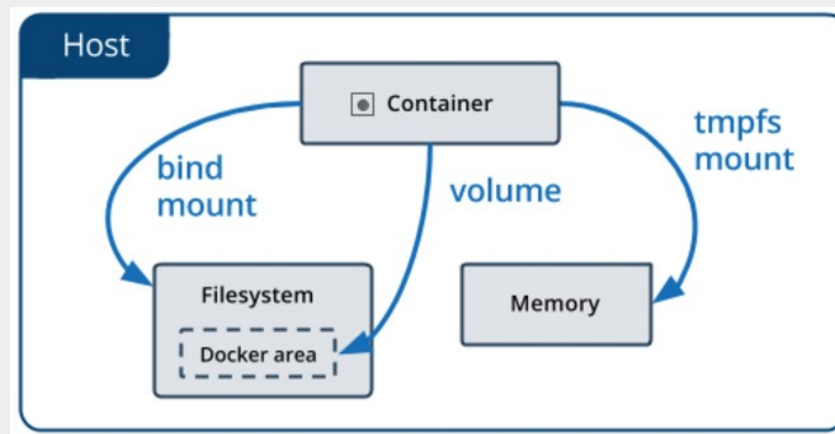 Host
Container
bind
mount
volume
tmpfs
mount
Filesystem
Docker area
Memory